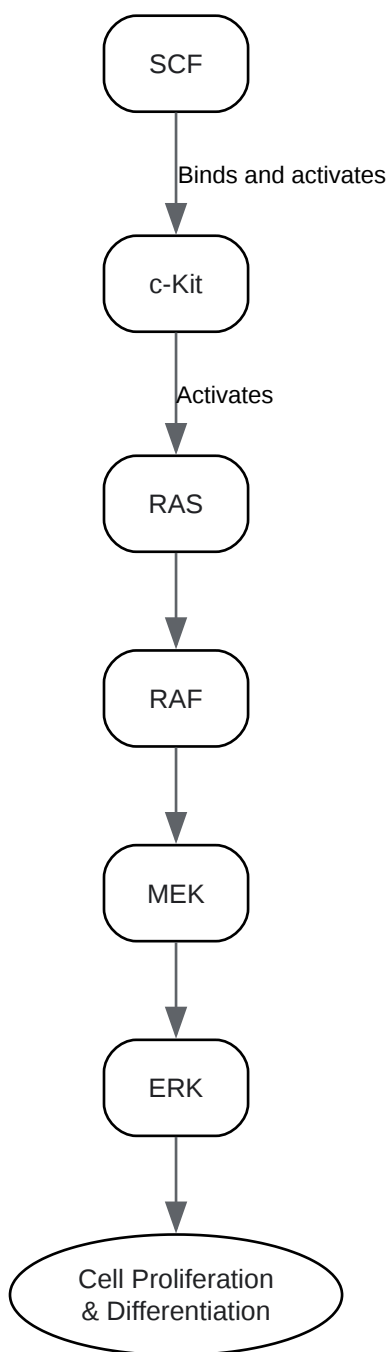 SCF
Binds and activates
c-Kit
Activates
RAS
RAF
MEK
ERK
Cell Proliferation
& Differentiation